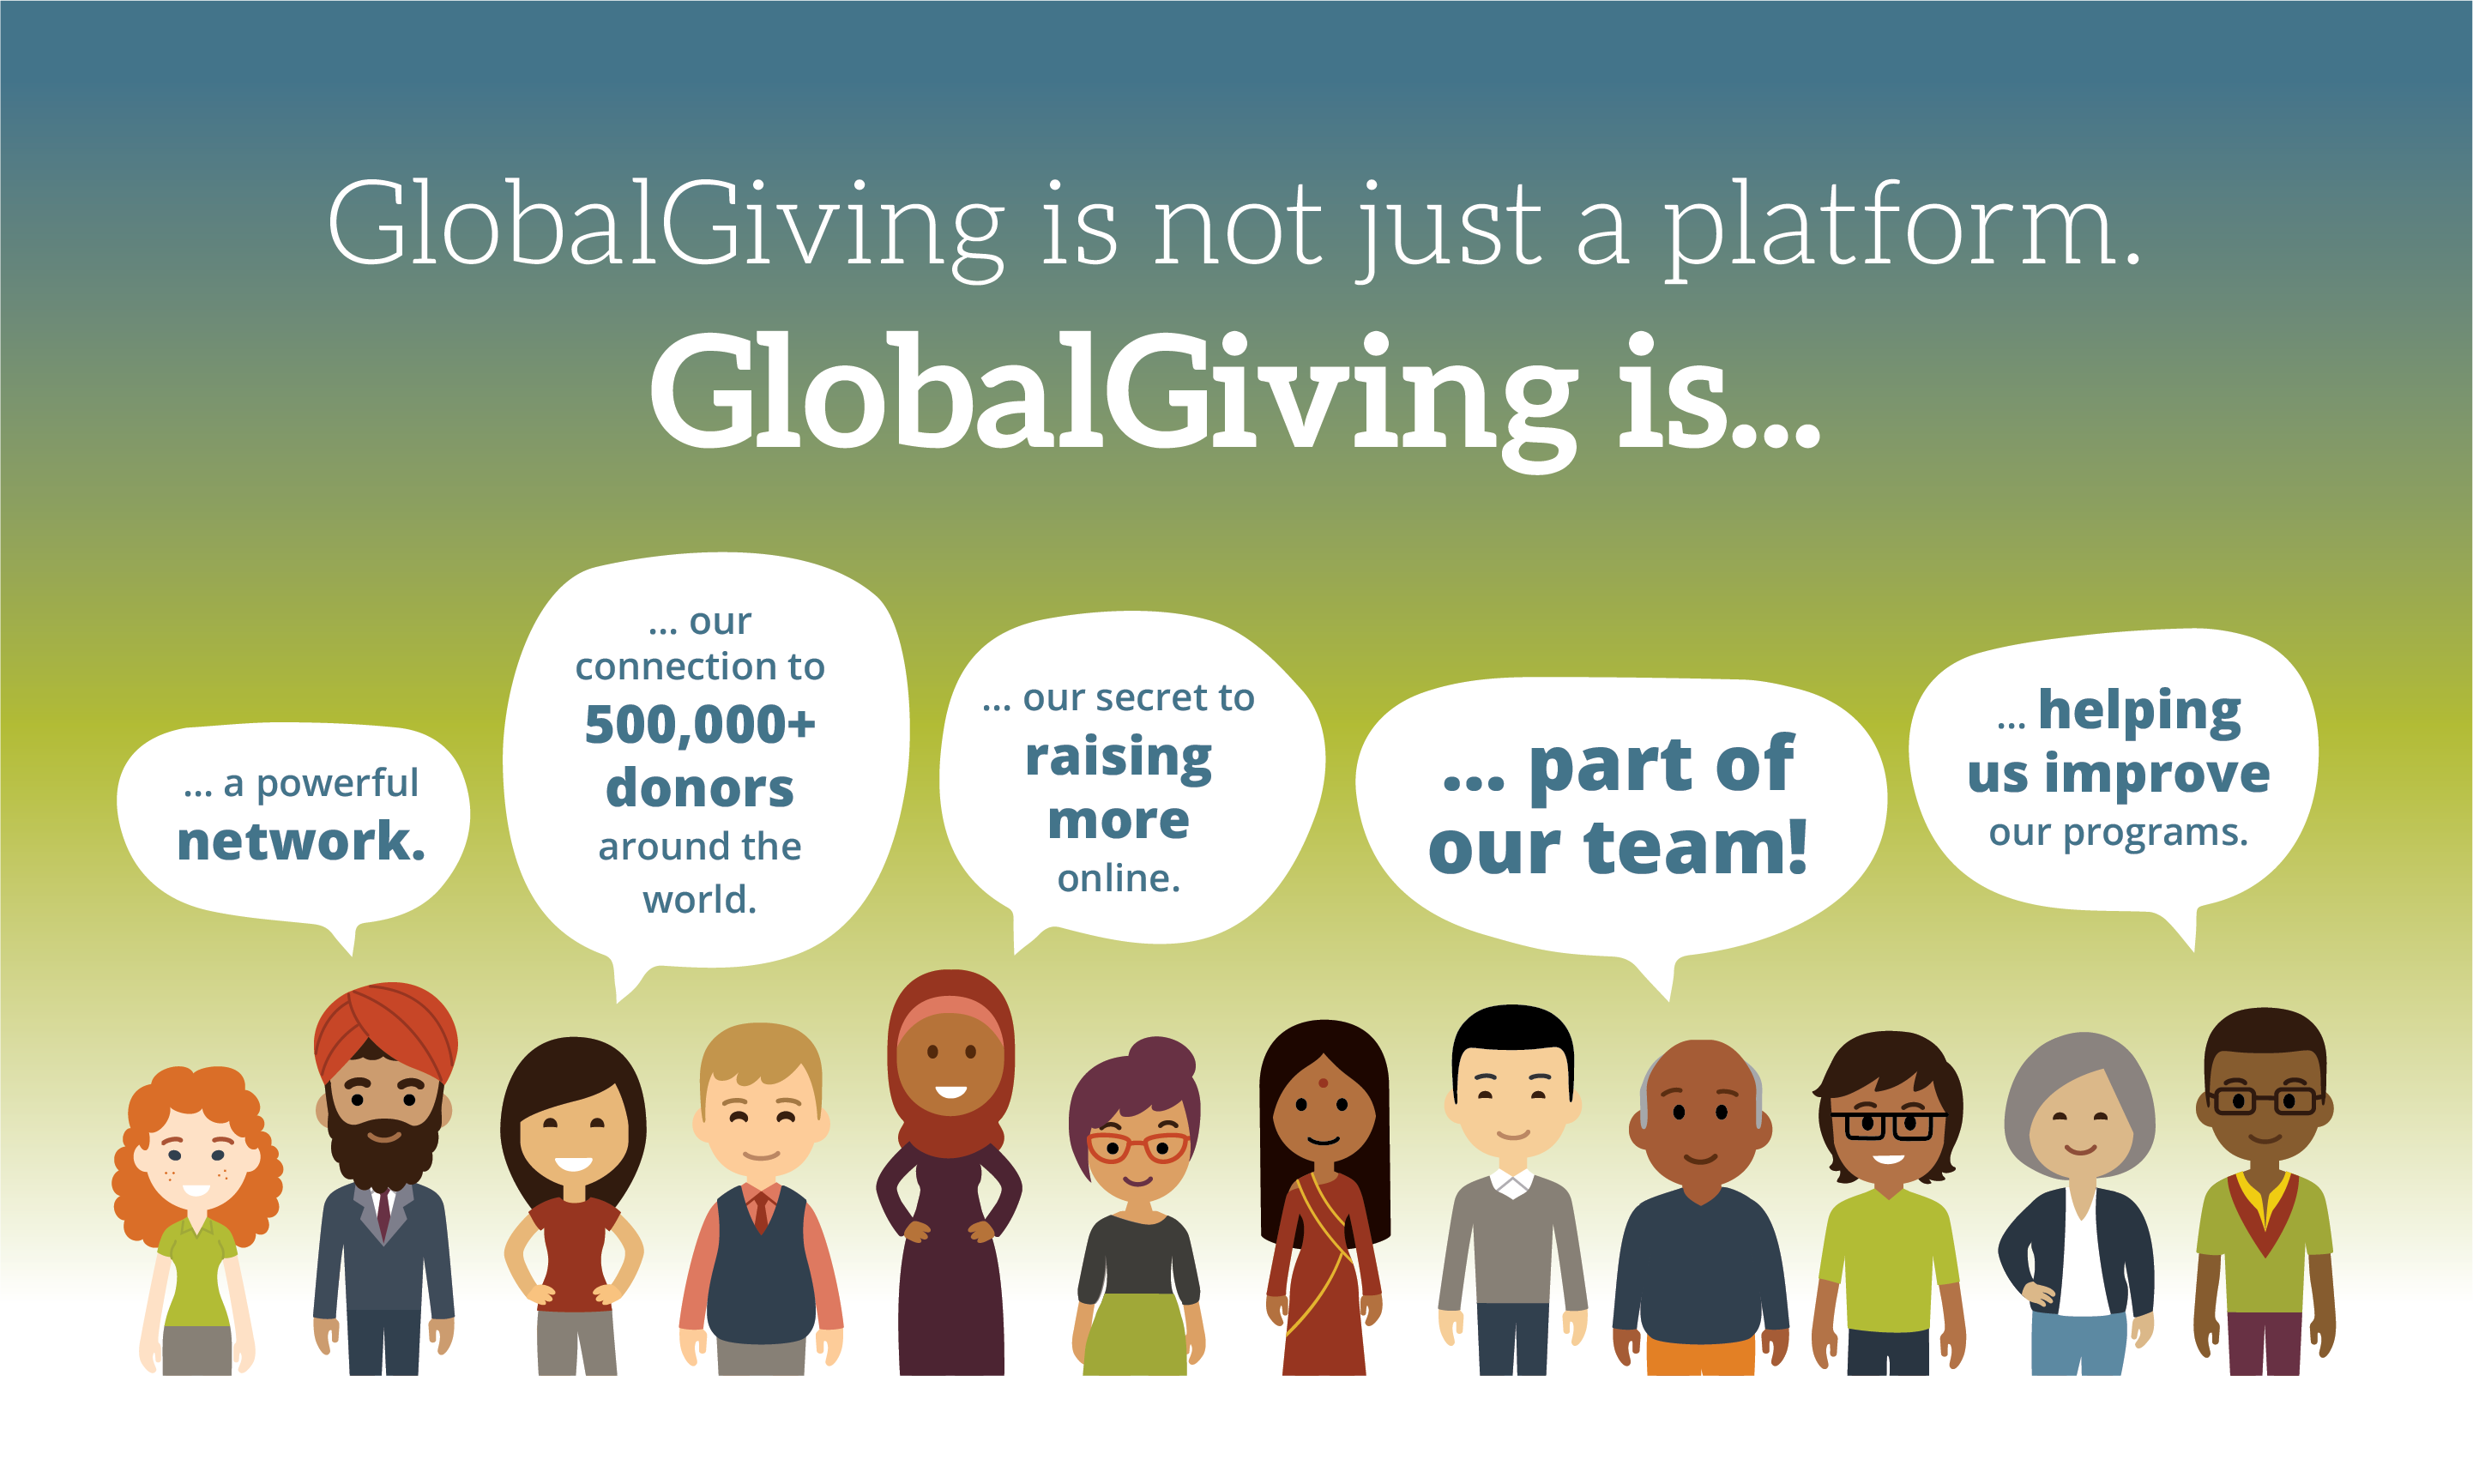 GlobalGiving is not just a platform.
GlobalGiving is...
... a powerful
network.
... our
connection to
500,000+
donors
around the
world.
... our secret to
raising
more
online.
... part of
our team!
... helping
us improve
our programs.